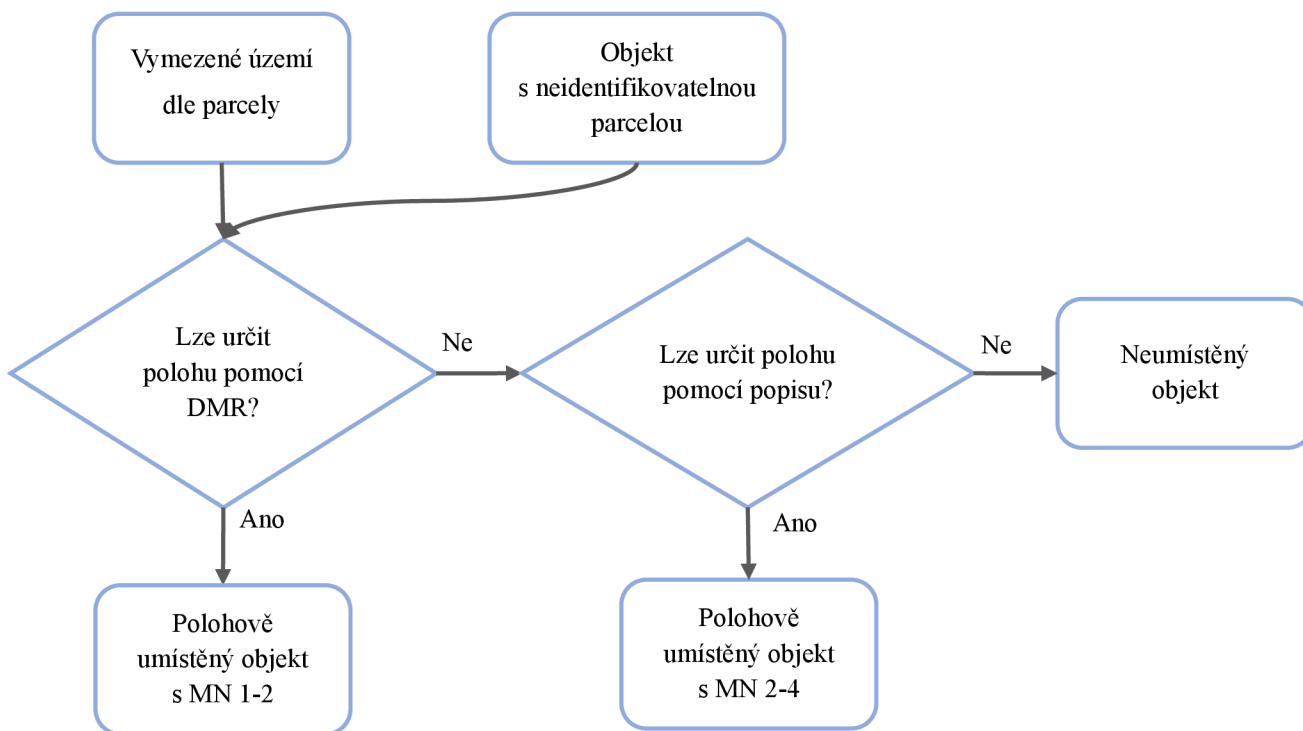 Vymezené území
dle parcely
Objekt
s neidentifikovatelnou
parcelou
Lze určit
polohu pomocí
DMR?
Ne
Lze určit polohu
pomocí popisu?
Ne
Neumístěný
objekt
Ano
Ano
Polohově
umístěný objekt
s MN 1-2
Polohově
umístěný objekt
s MN 2-4